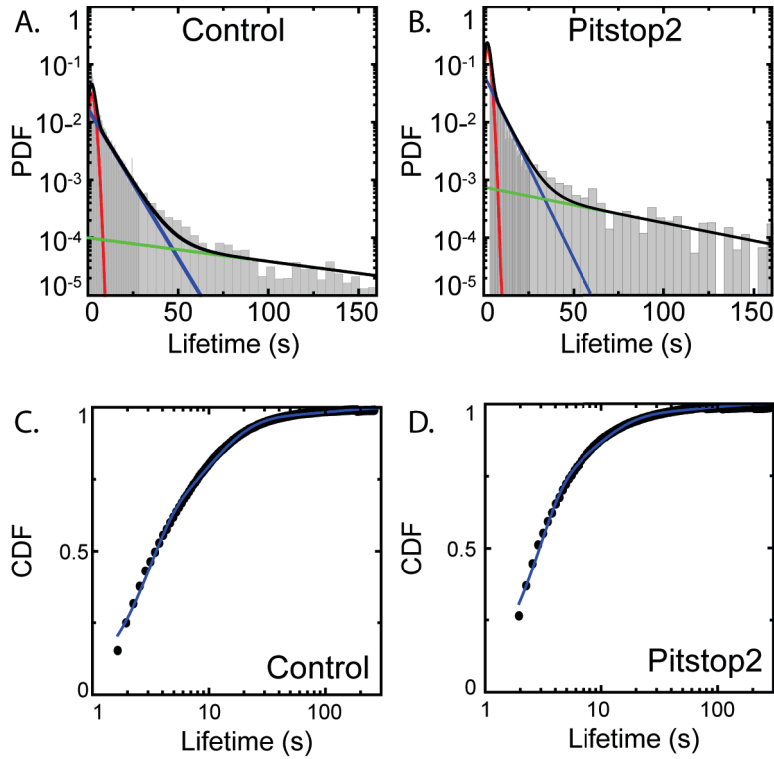 A. Control
B. Pitstop2
PDF
10⁻¹
10⁻²
10⁻³
10⁻⁴
10⁻⁵
0 50 100 150
Lifetime (s)
PDF
10⁻¹
10⁻²
10⁻³
10⁻⁴
10⁻⁵
0 50 100 150
Lifetime (s)
C.
CDF
1
0.5
0
Control
1 10 100
Lifetime (s)
D.
CDF
1
0.5
0
Pitstop2
1 10 100
Lifetime (s)